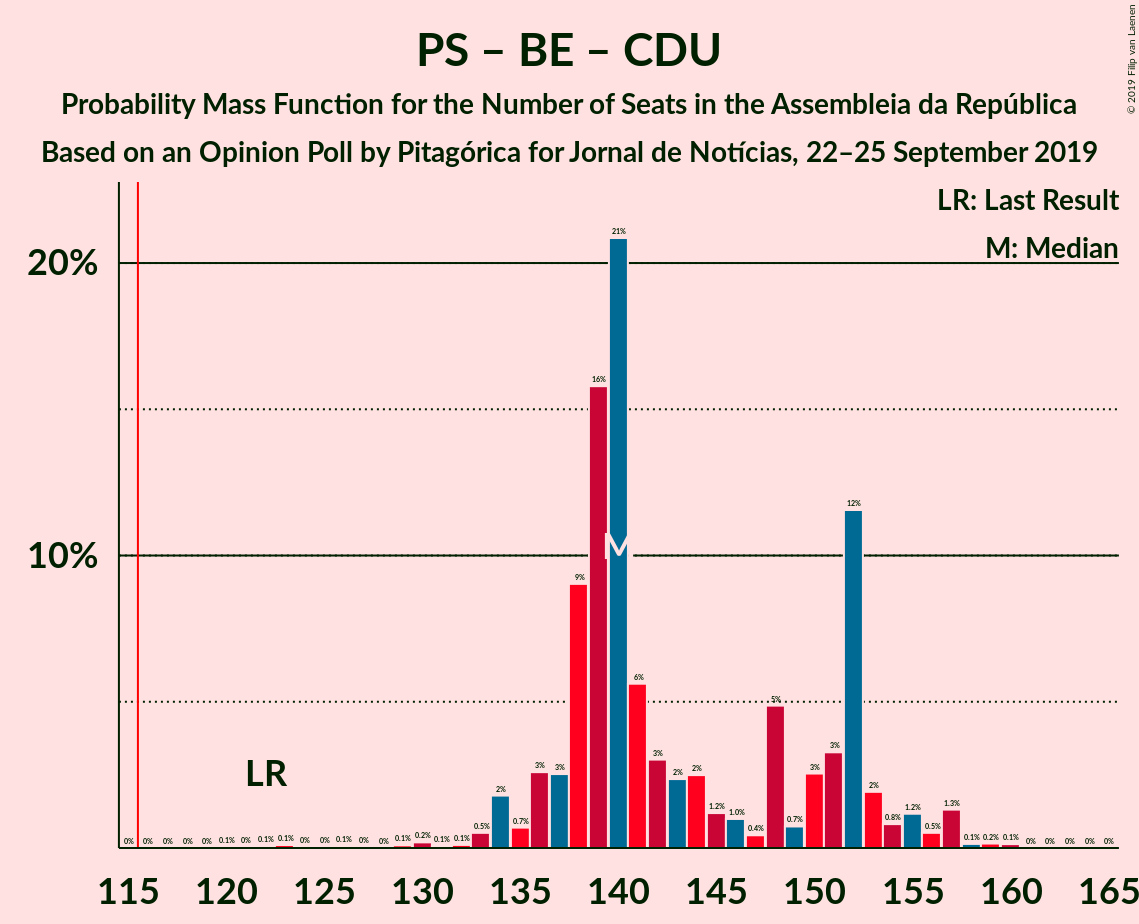 PS – BE – CDU
Probability Mass Function for the Number of Seats in the Assembleia da República
Based on an Opinion Poll by Pitagórica for Jornal de Notícias, 22–25 September 2019
© 2019 Filip van Laenen
LR: Last Result
M: Median
20%
10%
LR
M
0% 0% 0% 0% 0% 0.1% 0% 0.1% 0.1% 0% 0% 0.1% 0% 0% 0.1% 0.2% 0.1% 0.1% 0.5% 2% 0.7% 3% 3% 9% 16% 21% 6% 3% 2% 2% 1.2% 1.0% 0.4% 5% 0.7% 3% 3% 12% 2% 0.8% 1.2% 0.5% 1.3% 0.1% 0.2% 0.1% 0% 0% 0% 0% 0%
115 120 125 130 135 140 145 150 155 160 165